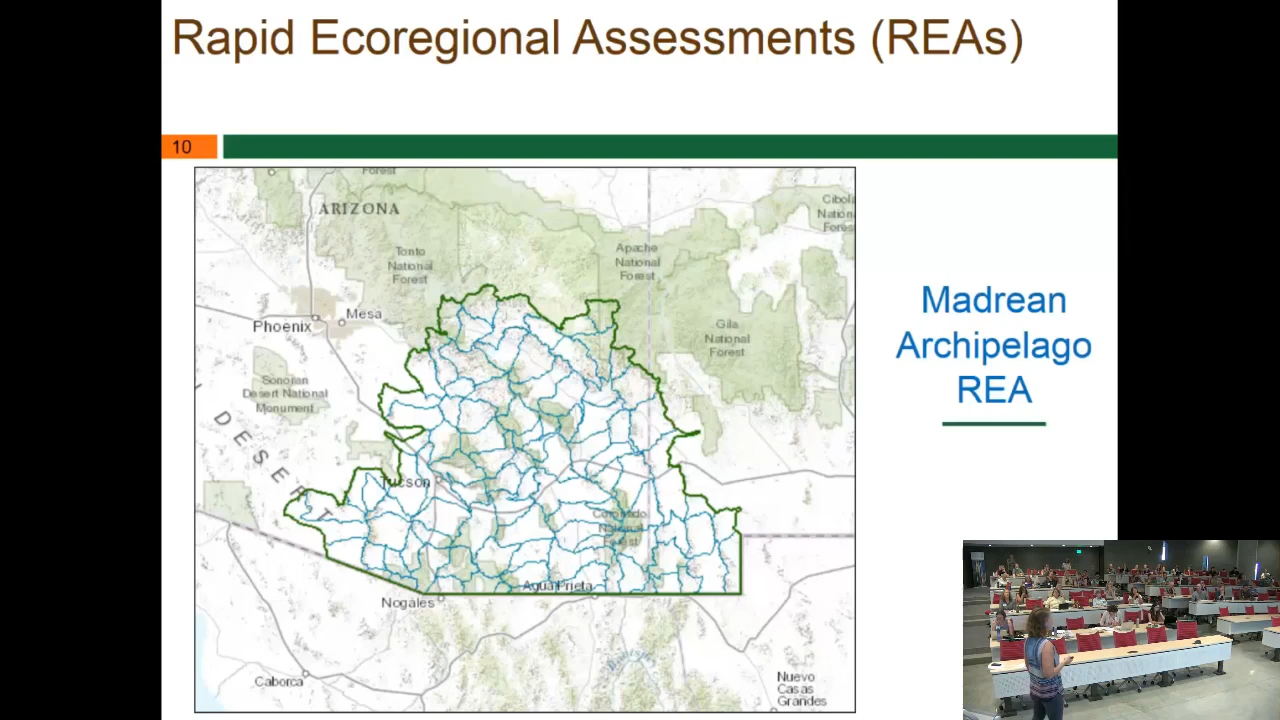 Rapid Ecoregional Assessments (REAs)
10
Forest
ARIZONA
Cibola
National
Forest
Apache
National
Forest
Tonto
National
Forest
Phoenix
Mesa
Gila
National
Forest
Sonoran
Desert National
Monument
DESERT
Tucson
Coronado
National
Forest
Agua Prieta
Nogales
Caborca
Nuevo
Casas
Grandes
Madrean
Archipelago
REA